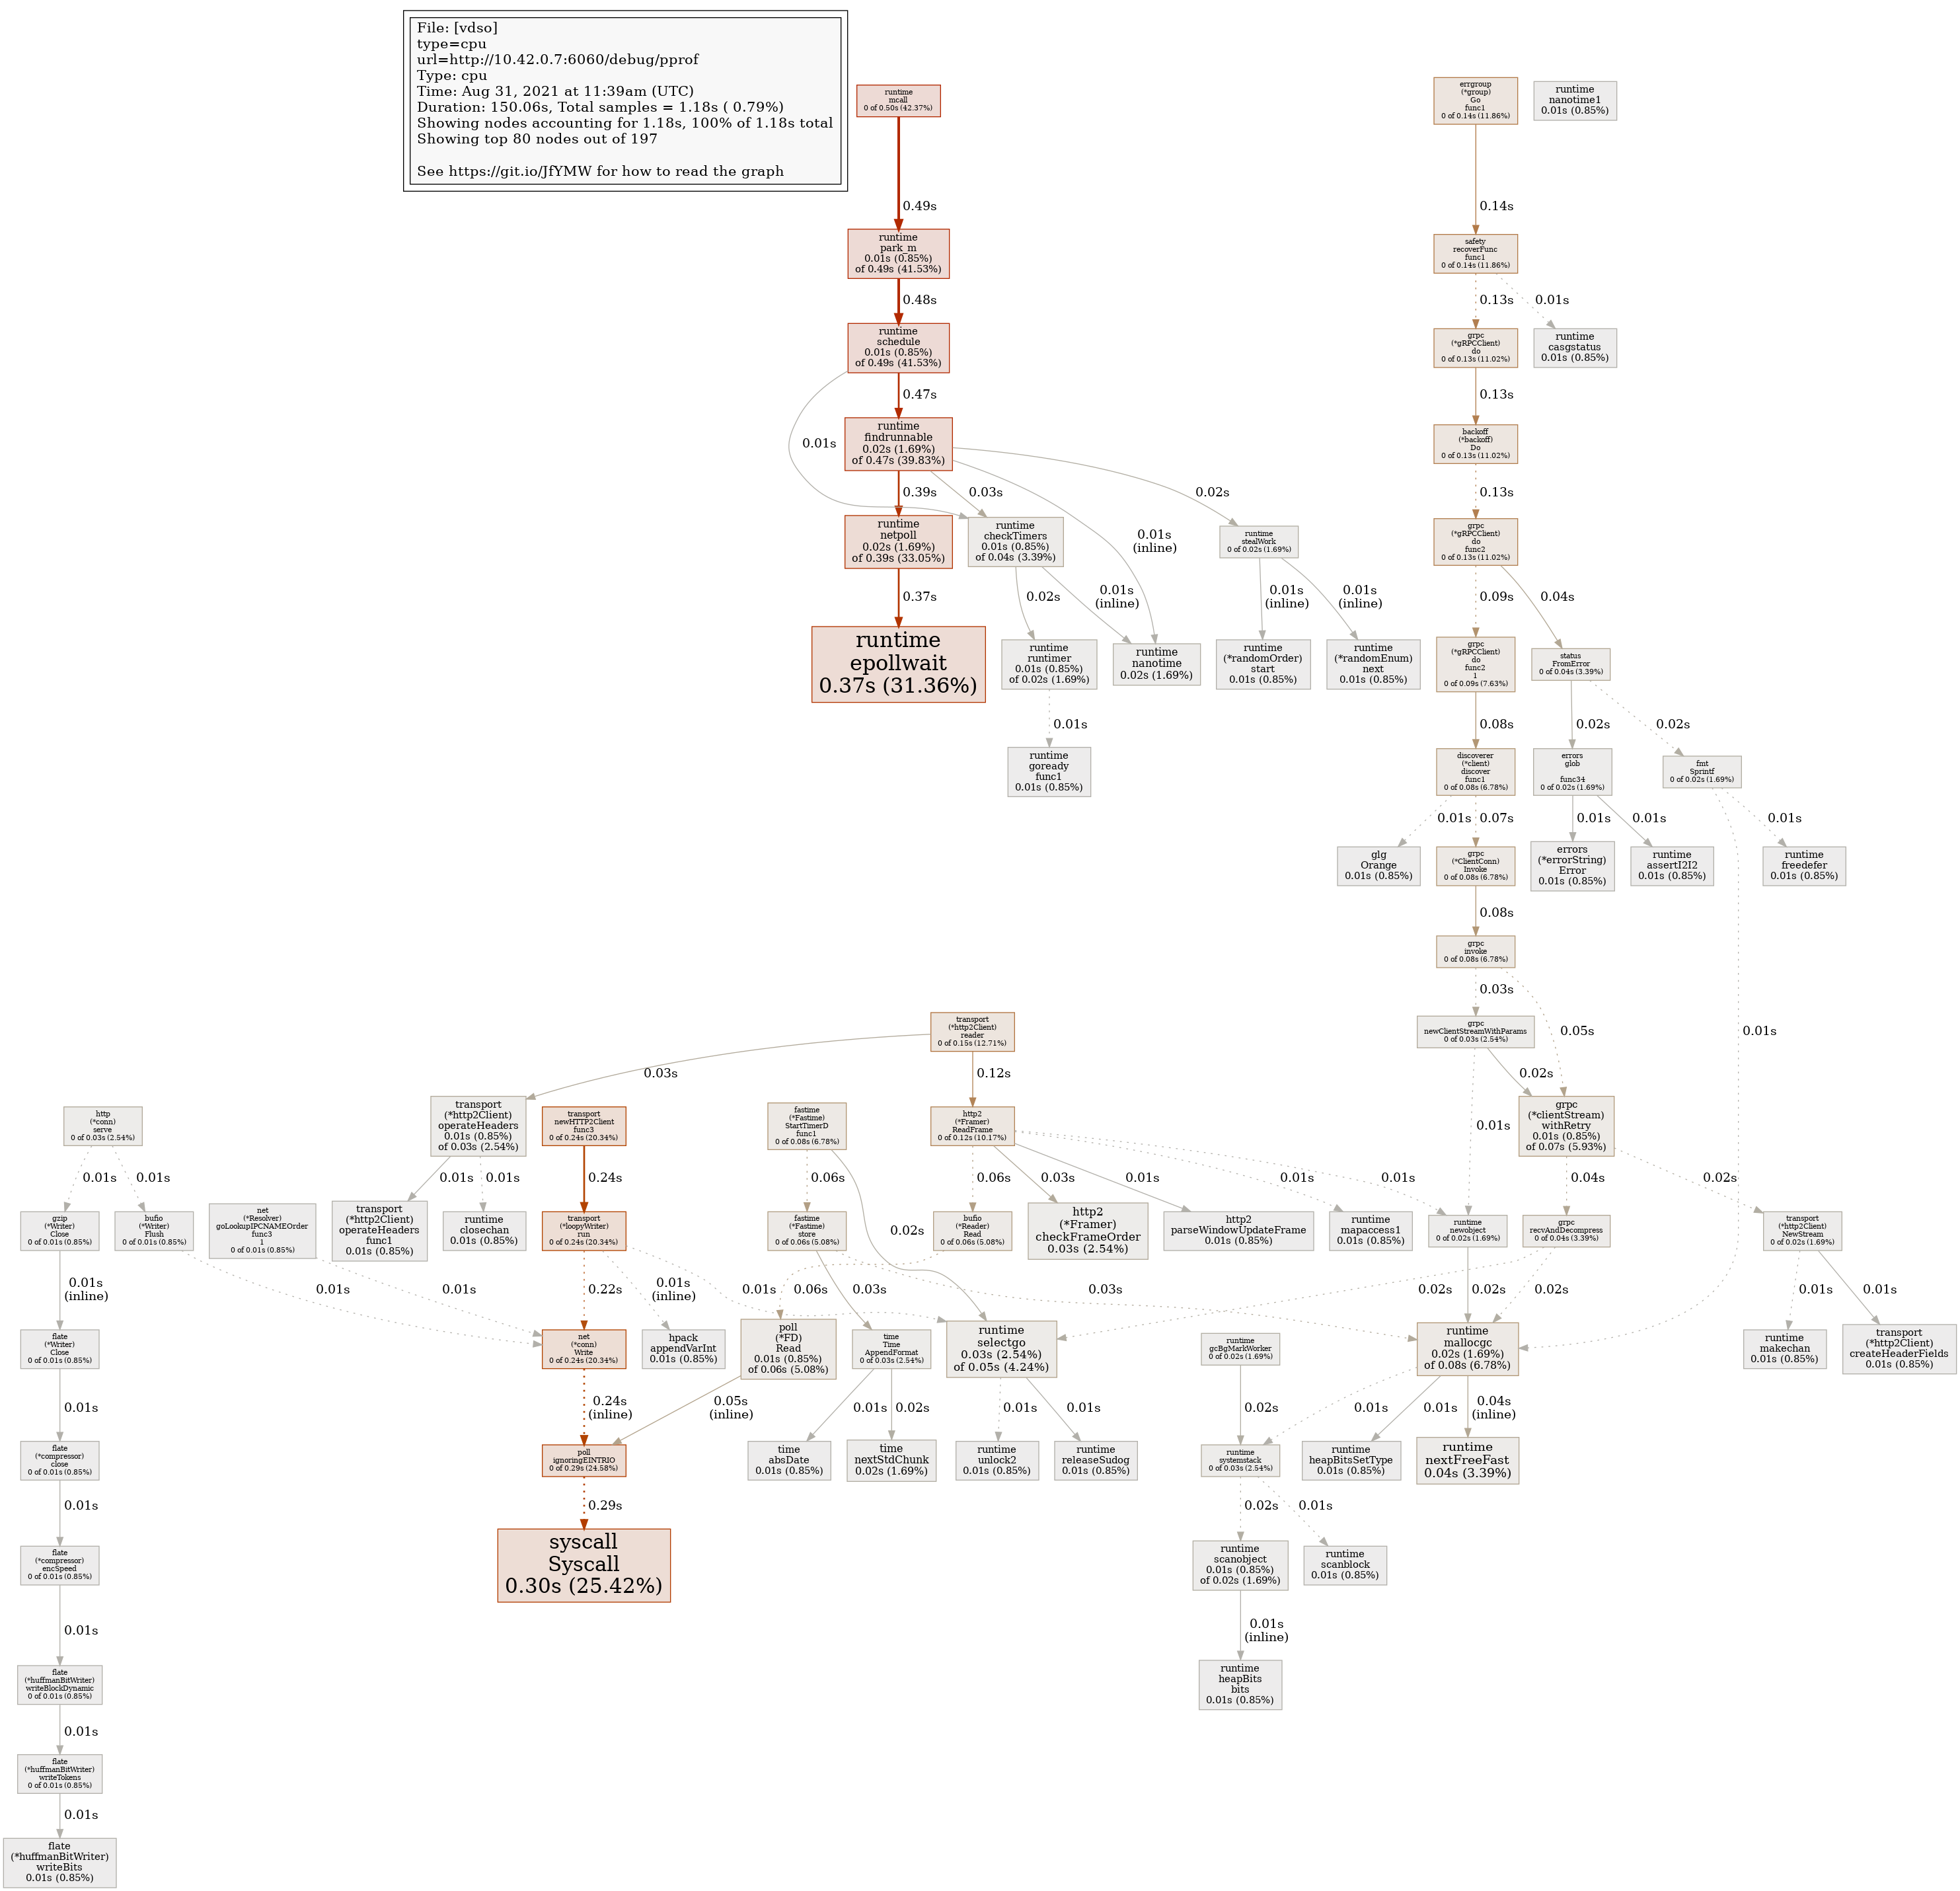 File: [vdso]
type=cpu
url=http://10.42.0.7:6060/debug/pprof
Type: cpu
Time: Aug 31, 2021 at 11:39am (UTC)
Duration: 150.06s, Total samples = 1.18s ( 0.79%)
Showing nodes accounting for 1.18s, 100% of 1.18s total
Showing top 80 nodes out of 197
See https://git.io/JfYMW for how to read the graph
runtime
mcall
0 of 0.50s (42.37%)
errgroup
(*group)
Go
func1
0 of 0.14s (11.86%)
runtime
nanotime1
0.01s (0.85%)
0.49s
0.14s
runtime
park_m
0.01s (0.85%)
of 0.49s (41.53%)
safety
recoverFunc
func1
0 of 0.14s (11.86%)
0.48s
0.13s
0.01s
runtime
schedule
0.01s (0.85%)
of 0.49s (41.53%)
grpc
(*gRPCClient)
do
0 of 0.13s (11.02%)
runtime
casgstatus
0.01s (0.85%)
0.47s
0.13s
0.01s
runtime
findrunnable
0.02s (1.69%)
of 0.47s (39.83%)
backoff
(*backoff)
Do
0 of 0.13s (11.02%)
0.39s
0.03s
0.02s
0.13s
runtime
netpoll
0.02s (1.69%)
of 0.39s (33.05%)
runtime
checkTimers
0.01s (0.85%)
of 0.04s (3.39%)
0.01s
(inline)
runtime
stealWork
0 of 0.02s (1.69%)
grpc
(*gRPCClient)
do
func2
0 of 0.13s (11.02%)
0.37s
0.02s
0.01s
(inline)
0.01s
(inline)
0.01s
(inline)
0.09s
0.04s
runtime
epollwait
0.37s (31.36%)
runtime
runtimer
0.01s (0.85%)
of 0.02s (1.69%)
runtime
nanotime
0.02s (1.69%)
runtime
(*randomOrder)
start
0.01s (0.85%)
runtime
(*randomEnum)
next
0.01s (0.85%)
grpc
(*gRPCClient)
do
func2
1
0 of 0.09s (7.63%)
status
FromError
0 of 0.04s (3.39%)
0.01s
0.08s
0.02s
0.02s
runtime
goready
func1
0.01s (0.85%)
discoverer
(*client)
discover
func1
0 of 0.08s (6.78%)
errors
glob

func34
0 of 0.02s (1.69%)
fmt
Sprintf
0 of 0.02s (1.69%)
0.01s
0.07s
0.01s
0.01s
0.01s
glg
Orange
0.01s (0.85%)
grpc
(*ClientConn)
Invoke
0 of 0.08s (6.78%)
errors
(*errorString)
Error
0.01s (0.85%)
runtime
assertI2I2
0.01s (0.85%)
runtime
freedefer
0.01s (0.85%)
0.08s
grpc
invoke
0 of 0.08s (6.78%)
0.03s
0.05s
0.01s
transport
(*http2Client)
reader
0 of 0.15s (12.71%)
grpc
newClientStreamWithParams
0 of 0.03s (2.54%)
0.03s
0.12s
0.02s
http
(*conn)
serve
0 of 0.03s (2.54%)
transport
(*http2Client)
operateHeaders
0.01s (0.85%)
of 0.03s (2.54%)
transport
newHTTP2Client
func3
0 of 0.24s (20.34%)
fastime
(*Fastime)
StartTimerD
func1
0 of 0.08s (6.78%)
http2
(*Framer)
ReadFrame
0 of 0.12s (10.17%)
0.01s
grpc
(*clientStream)
withRetry
0.01s (0.85%)
of 0.07s (5.93%)
0.01s
0.01s
0.01s
0.01s
0.24s
0.06s
0.02s
0.06s
0.03s
0.01s
0.01s
0.01s
0.04s
0.02s
gzip
(*Writer)
Close
0 of 0.01s (0.85%)
bufio
(*Writer)
Flush
0 of 0.01s (0.85%)
net
(*Resolver)
goLookupIPCNAMEOrder
func3
1
0 of 0.01s (0.85%)
transport
(*http2Client)
operateHeaders
func1
0.01s (0.85%)
runtime
closechan
0.01s (0.85%)
transport
(*loopyWriter)
run
0 of 0.24s (20.34%)
fastime
(*Fastime)
store
0 of 0.06s (5.08%)
bufio
(*Reader)
Read
0 of 0.06s (5.08%)
http2
(*Framer)
checkFrameOrder
0.03s (2.54%)
http2
parseWindowUpdateFrame
0.01s (0.85%)
runtime
mapaccess1
0.01s (0.85%)
runtime
newobject
0 of 0.02s (1.69%)
grpc
recvAndDecompress
0 of 0.04s (3.39%)
transport
(*http2Client)
NewStream
0 of 0.02s (1.69%)
0.01s
(inline)
0.01s
0.01s
0.22s
0.01s
(inline)
0.01s
0.06s
0.03s
0.03s
0.02s
0.02s
0.02s
0.01s
0.01s
flate
(*Writer)
Close
0 of 0.01s (0.85%)
net
(*conn)
Write
0 of 0.24s (20.34%)
hpack
appendVarInt
0.01s (0.85%)
poll
(*FD)
Read
0.01s (0.85%)
of 0.06s (5.08%)
time
Time
AppendFormat
0 of 0.03s (2.54%)
runtime
selectgo
0.03s (2.54%)
of 0.05s (4.24%)
runtime
gcBgMarkWorker
0 of 0.02s (1.69%)
runtime
mallocgc
0.02s (1.69%)
of 0.08s (6.78%)
runtime
makechan
0.01s (0.85%)
transport
(*http2Client)
createHeaderFields
0.01s (0.85%)
0.01s
0.24s
(inline)
0.05s
(inline)
0.01s
0.02s
0.01s
0.01s
0.02s
0.01s
0.01s
0.04s
(inline)
flate
(*compressor)
close
0 of 0.01s (0.85%)
poll
ignoringEINTRIO
0 of 0.29s (24.58%)
time
absDate
0.01s (0.85%)
time
nextStdChunk
0.02s (1.69%)
runtime
unlock2
0.01s (0.85%)
runtime
releaseSudog
0.01s (0.85%)
runtime
systemstack
0 of 0.03s (2.54%)
runtime
heapBitsSetType
0.01s (0.85%)
runtime
nextFreeFast
0.04s (3.39%)
0.01s
0.29s
0.02s
0.01s
flate
(*compressor)
encSpeed
0 of 0.01s (0.85%)
syscall
Syscall
0.30s (25.42%)
runtime
scanobject
0.01s (0.85%)
of 0.02s (1.69%)
runtime
scanblock
0.01s (0.85%)
0.01s
0.01s
(inline)
flate
(*huffmanBitWriter)
writeBlockDynamic
0 of 0.01s (0.85%)
runtime
heapBits
bits
0.01s (0.85%)
0.01s
flate
(*huffmanBitWriter)
writeTokens
0 of 0.01s (0.85%)
0.01s
flate
(*huffmanBitWriter)
writeBits
0.01s (0.85%)